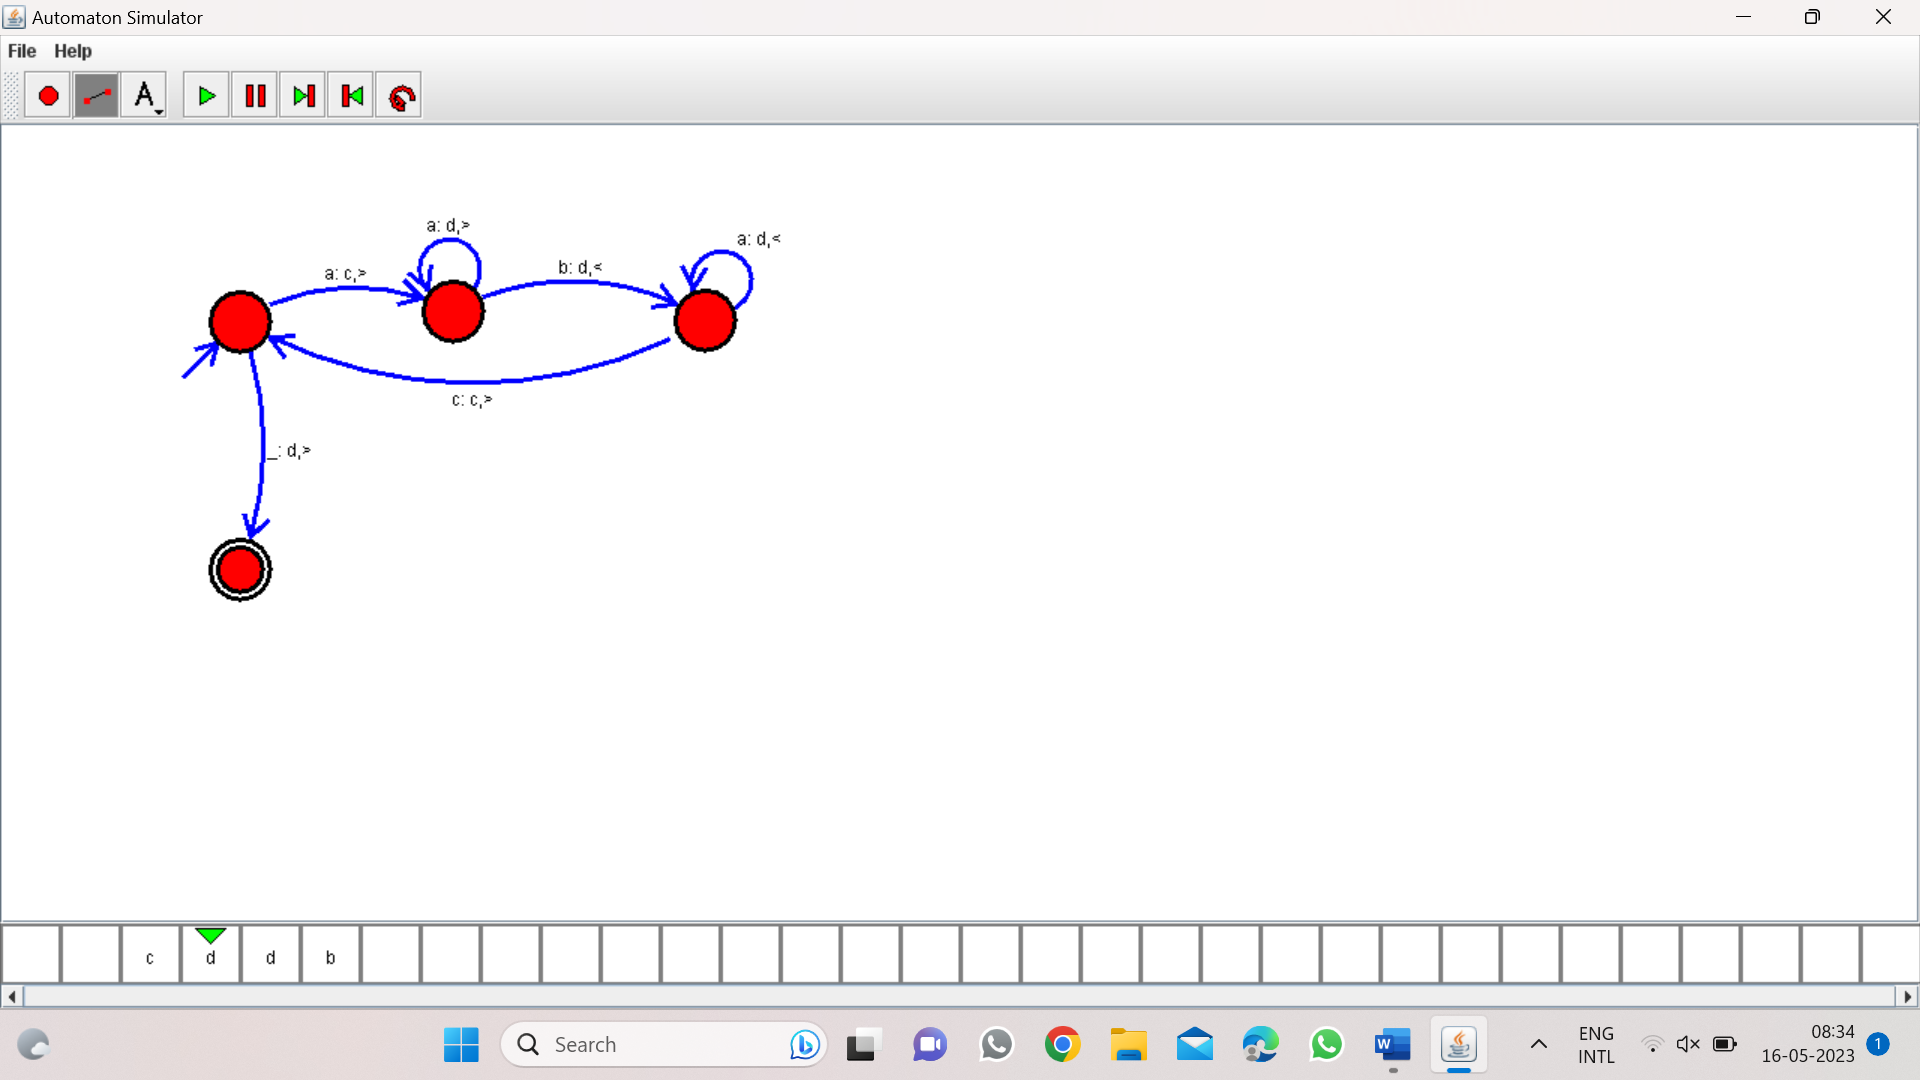 Automaton Simulator
File Help
A
a: d,>
a: d,<
b: d,<
a: c,>
c: c,>
_: d,>
c d d b
Search
ENG
INTL
08:34
16-05-2023
1
W